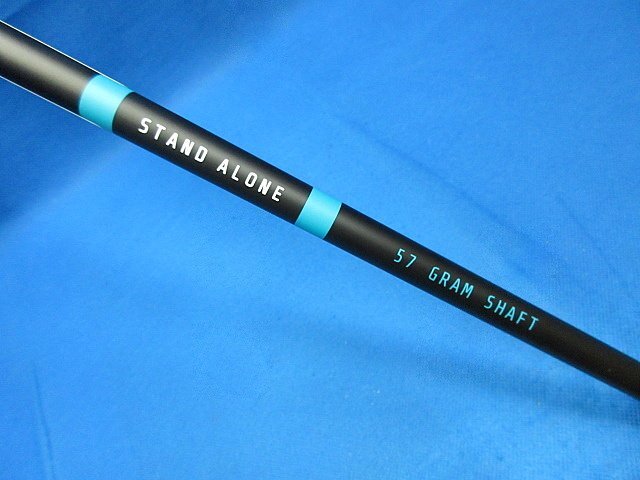 STAND ALONE
57 GRAM SHAFT